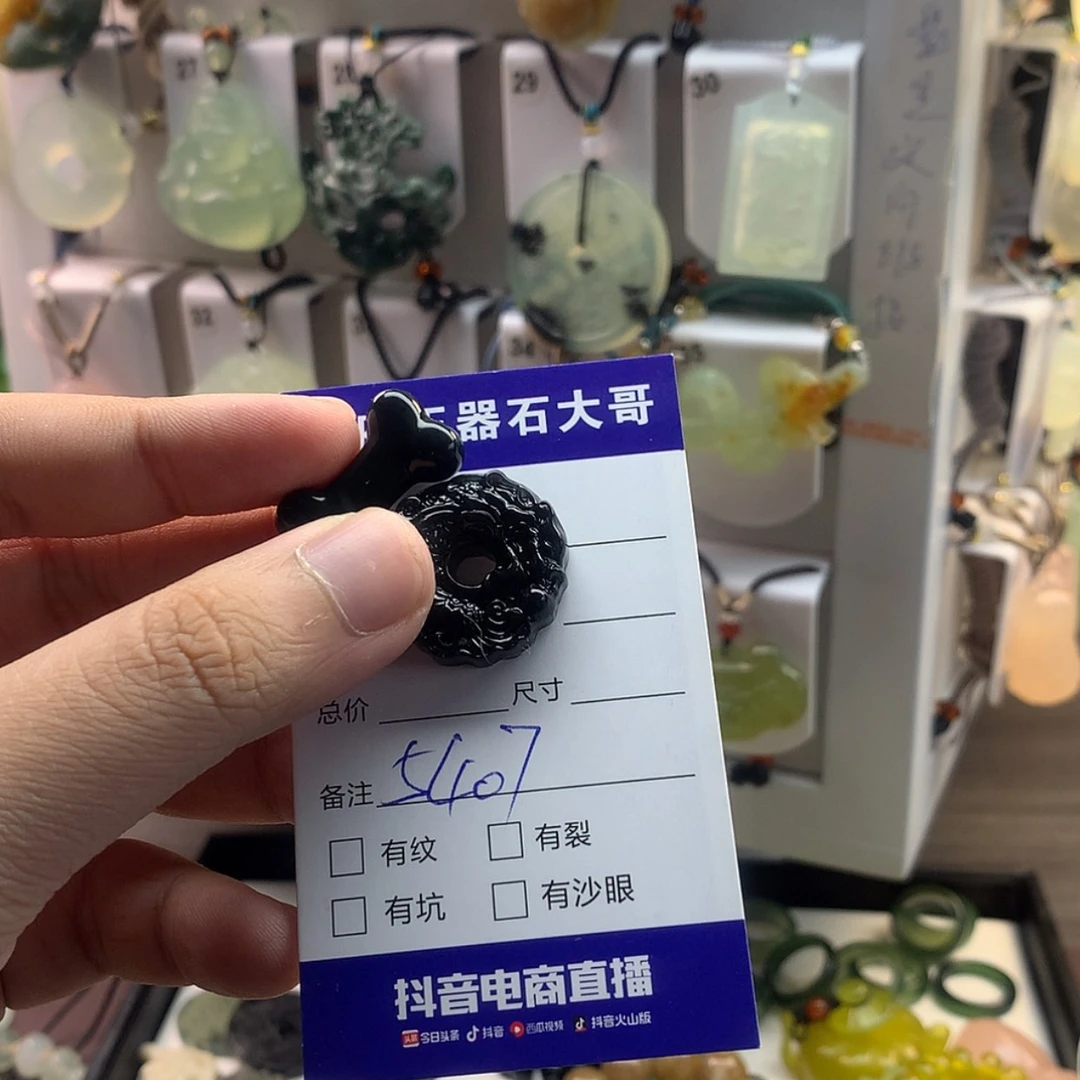 27
28
29
30
32
34
35
器石大哥
总价
尺寸
备注 5407
有纹
有裂
有坑
有沙眼
抖音电商直播
今日头条 抖音 西瓜视频 抖音火山版